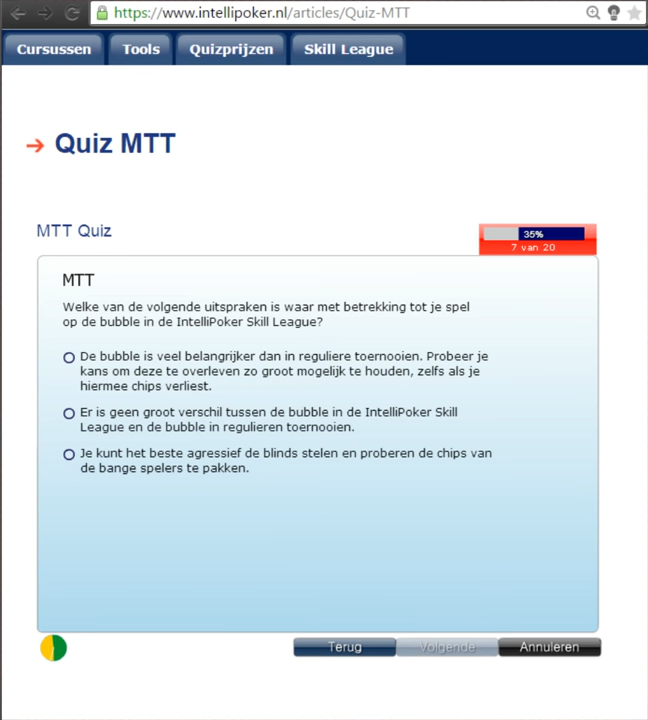 https://www.intellipoker.nl/articles/Quiz-MTT
Cursussen Tools Quizprijzen Skill League
Quiz MTT
MTT Quiz
35%
7 van 20
MTT
Welke van de volgende uitspraken is waar met betrekking tot je spel
op de bubble in de IntelliPoker Skill League?
De bubble is veel belangrijker dan in reguliere toernooien. Probeer je
kans om deze te overleven zo groot mogelijk te houden, zelfs als je
hiermee chips verliest.
Er is geen groot verschil tussen de bubble in de IntelliPoker Skill
League en de bubble in regulieren toernooien.
Je kunt het beste agressief de blinds stelen en proberen de chips van
de bange spelers te pakken.
Terug Volgende Annuleren